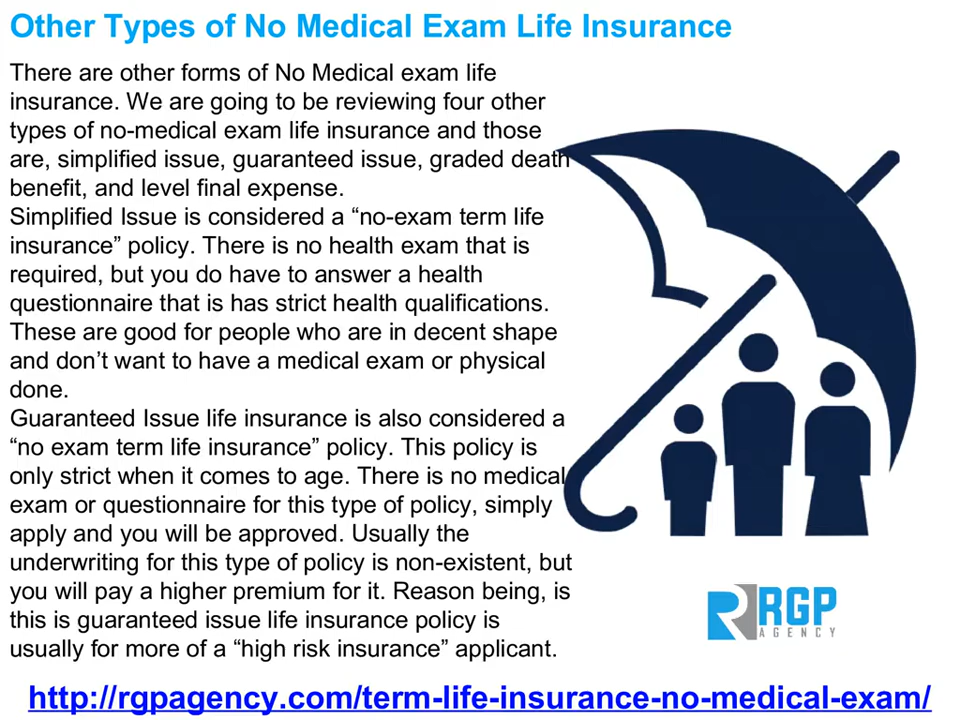 Other Types of No Medical Exam Life Insurance
There are other forms of No Medical exam life
insurance. We are going to be reviewing four other
types of no-medical exam life insurance and those
are, simplified issue, guaranteed issue, graded death
benefit, and level final expense.
Simplified Issue is considered a “no-exam term life
insurance” policy. There is no health exam that is
required, but you do have to answer a health
questionnaire that is has strict health qualifications.
These are good for people who are in decent shape
and don’t want to have a medical exam or physical
done.
Guaranteed Issue life insurance is also considered a
“no exam term life insurance” policy. This policy is
only strict when it comes to age. There is no medical
exam or questionnaire for this type of policy, simply
apply and you will be approved. Usually the
underwriting for this type of policy is non-existent, but
you will pay a higher premium for it. Reason being, is
this is guaranteed issue life insurance policy is
usually for more of a “high risk insurance” applicant.
RGP
AGENCY
http://rgpagency.com/term-life-insurance-no-medical-exam/